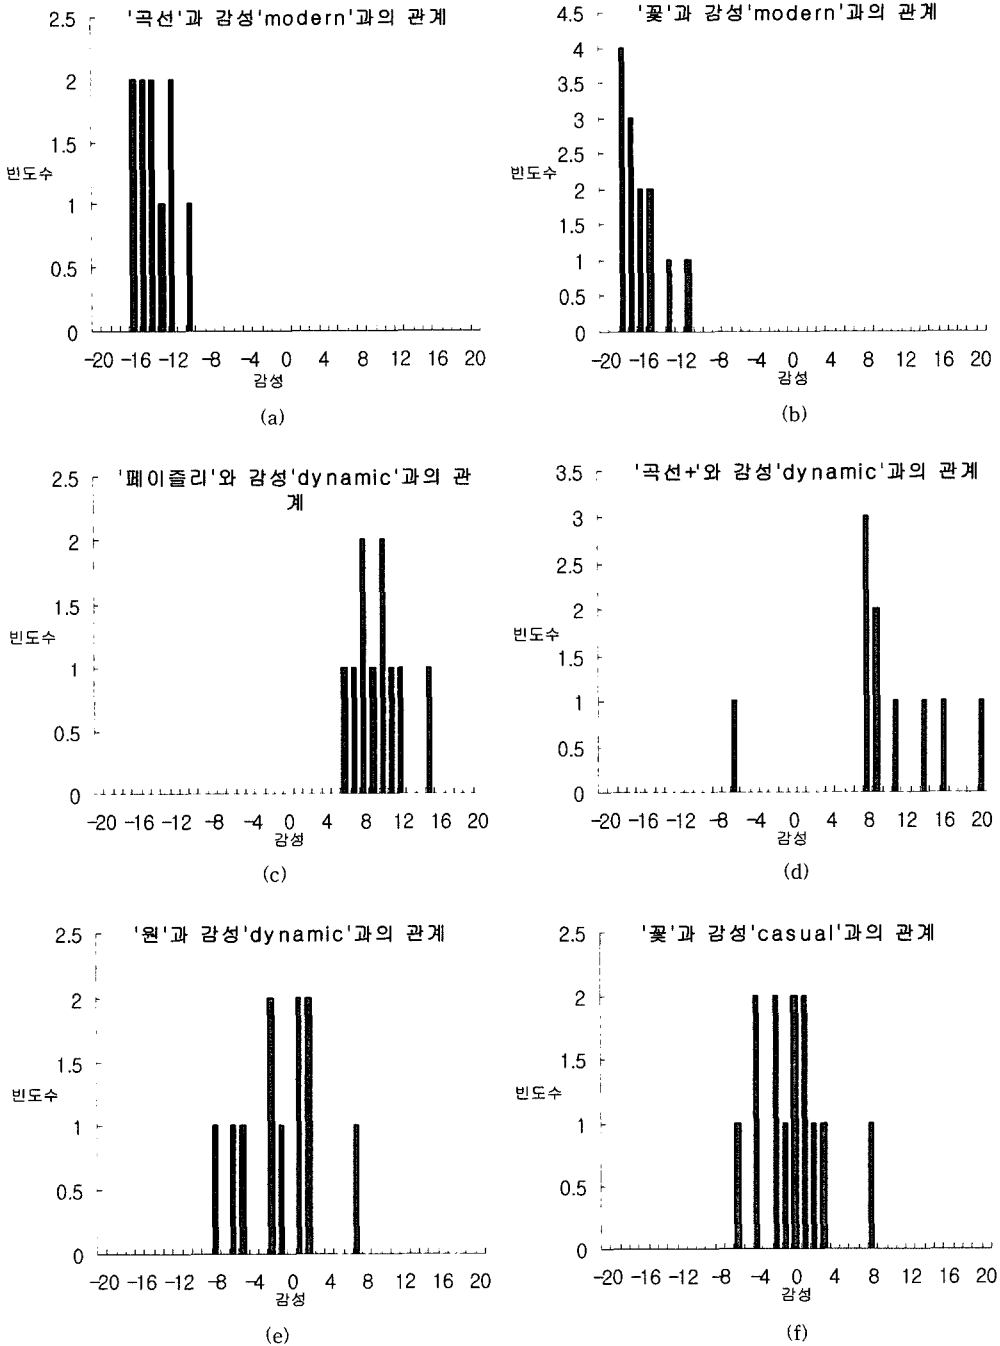 '곡선'과 감성'modern'과의 관계
2.5
2
1.5
빈도수
1
0.5
0
-20 -16 -12 -8 -4 0 4 8 12 16 20
감성
(a)
'꽃'과 감성'modern'과의 관계
4.5
4
3.5
3
2.5
빈도수
2
1.5
1
0.5
0
-20 -16 -12 -8 -4 0 4 8 12 16 20
감성
(b)
'페이즐리'와 감성'dynamic'과의 관
계
2.5
2
1.5
빈도수
1
0.5
0
-20 -16 -12 -8 -4 0 4 8 12 16 20
감성
(c)
'곡선+'와 감성'dynamic'과의 관계
3.5
3
2.5
2
빈도수
1.5
1
0.5
0
-20 -16 -12 -8 -4 0 4 8 12 16 20
감성
(d)
'원'과 감성'dynamic'과의 관계
2.5
2
1.5
빈도수
1
0.5
0
-20 -16 -12 -8 -4 0 4 8 12 16 20
감성
(e)
'꽃'과 감성'casual'과의 관계
2.5
2
1.5
빈도수
1
0.5
0
-20 -16 -12 -8 -4 0 4 8 12 16 20
감성
(f)